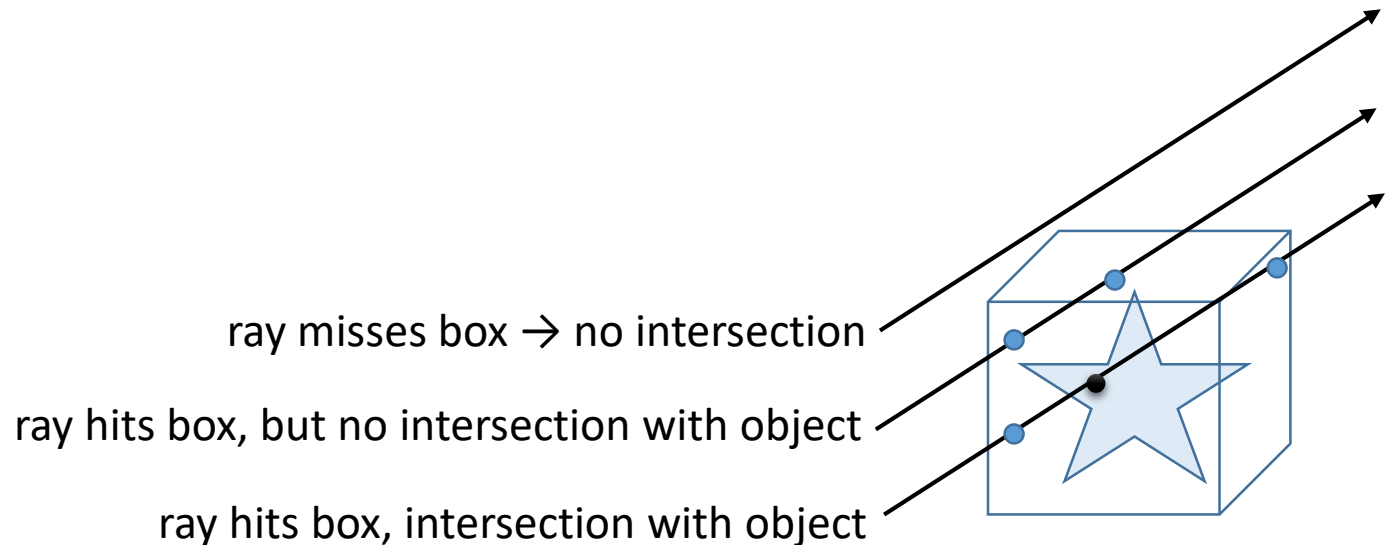 ray misses box → no intersection
ray hits box, but no intersection with object
ray hits box, intersection with object